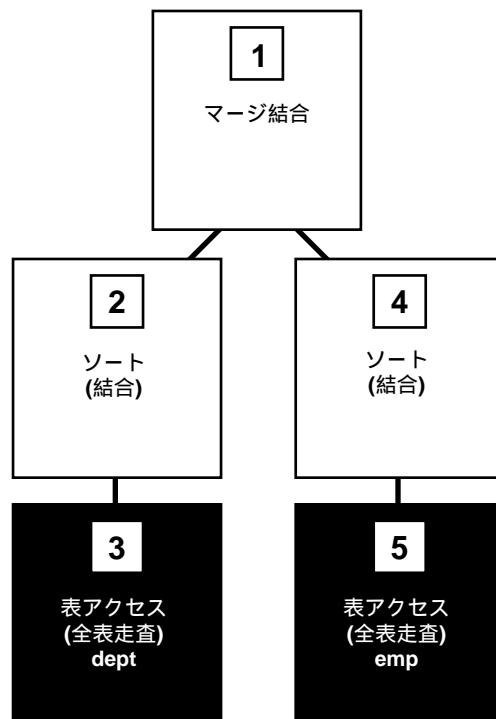 1
マージ結合
2
ソート
(結合)
4
ソート
(結合)
3
表アクセス
(全表走査)
dept
5
表アクセス
(全表走査)
emp